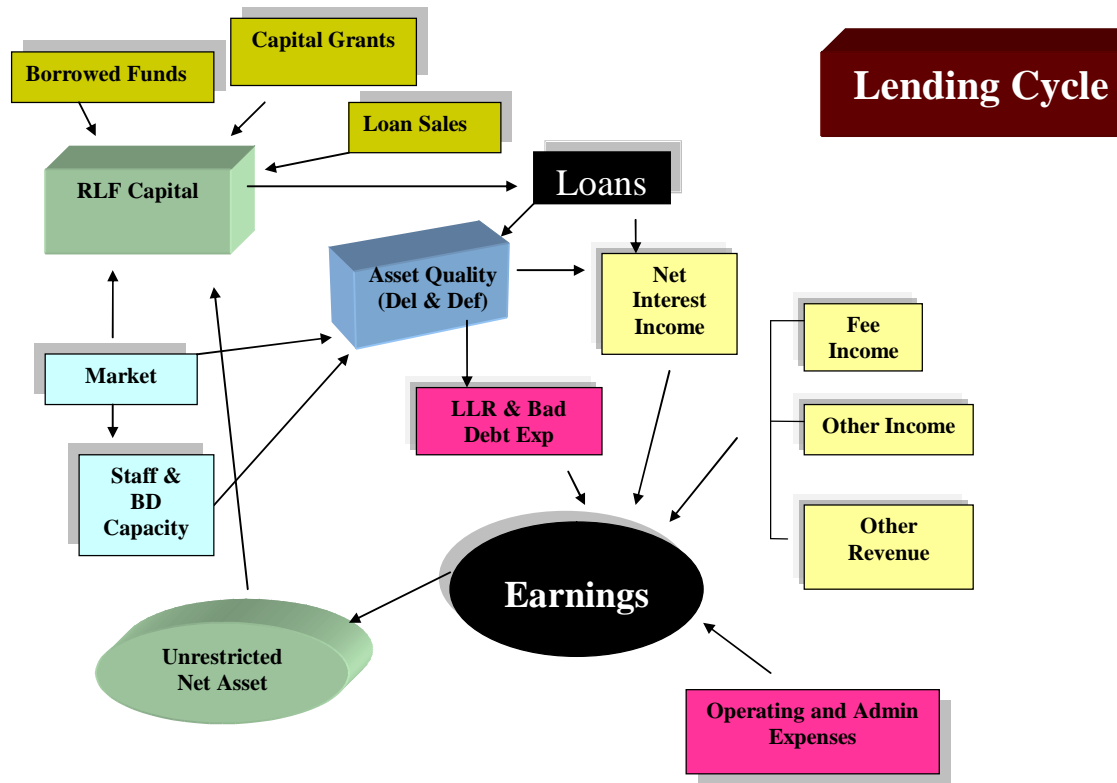 Capital Grants
Lending Cycle
Borrowed Funds
Loan Sales
RLF Capital
Loans
Asset Quality
(Del & Def)
Net
Interest
Income
Fee
Income
Market
LLR & Bad
Debt Exp
Other Income
Staff &
BD
Capacity
Other
Revenue
Earnings
Unrestricted
Net Asset
Operating and Admin
Expenses